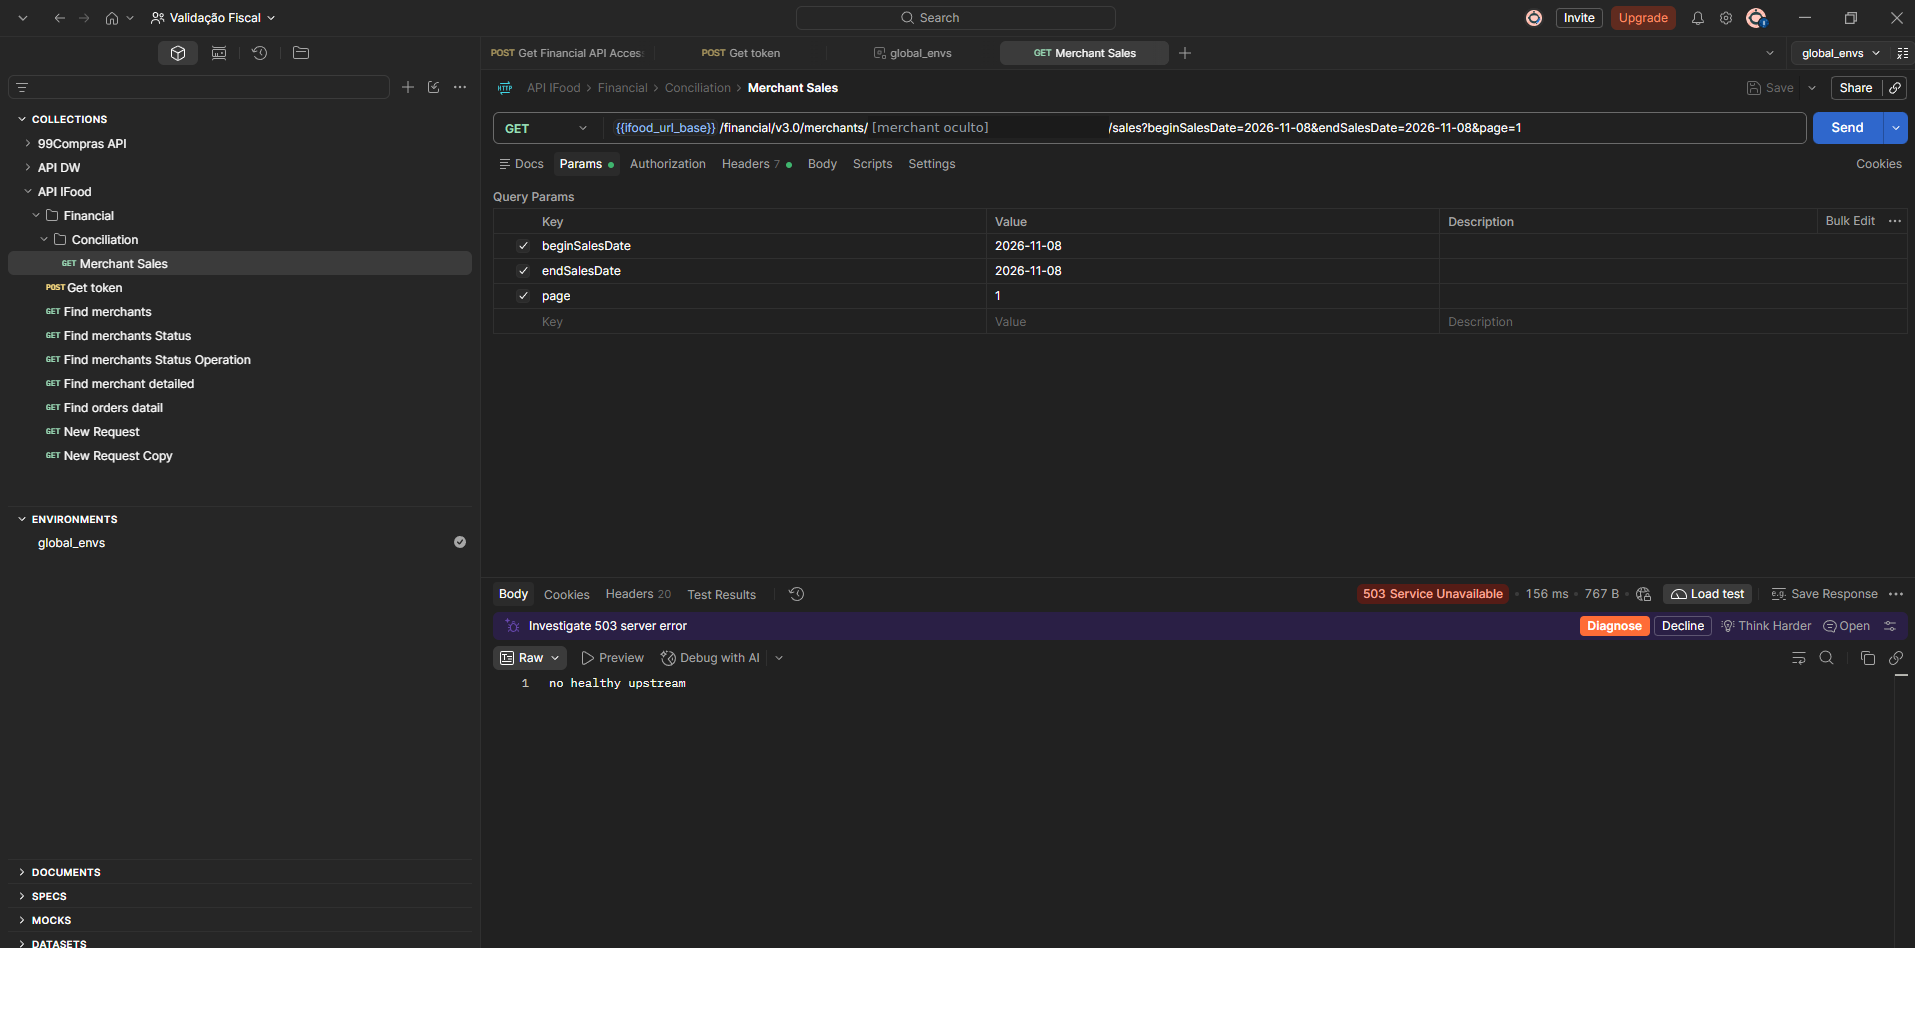 Validação Fiscal
Search
Invite
Upgrade
POST Get Financial API Acces
POST Get token
global_envs
GET Merchant Sales
global_envs
API IFood > Financial > Conciliation > Merchant Sales
Save
Share
COLLECTIONS
99Compras API
API DW
API IFood
Financial
Conciliation
GET Merchant Sales
POST Get token
GET Find merchants
GET Find merchants Status
GET Find merchants Status Operation
GET Find merchant detailed
GET Find orders datail
GET New Request
GET New Request Copy
ENVIRONMENTS
global_envs
DOCUMENTS
SPECS
MOCKS
DATASETS
HTTP
GET
{{ifood_url_base}} /financial/v3.0/merchants/ [merchant oculto] /sales?beginSalesDate=2026-11-08&endSalesDate=2026-11-08&page=1
Send
Docs Params Authorization Headers 7 Body Scripts Settings Cookies
Query Params
Key Value Description Bulk Edit
beginSalesDate 2026-11-08
endSalesDate 2026-11-08
page 1
Key Value Description
Body Cookies Headers 20 Test Results
503 Service Unavailable • 156 ms • 767 B Load test e.g. Save Response
Investigate 503 server error
Diagnose Decline Think Harder Open
Raw Preview Debug with AI
1 no healthy upstream